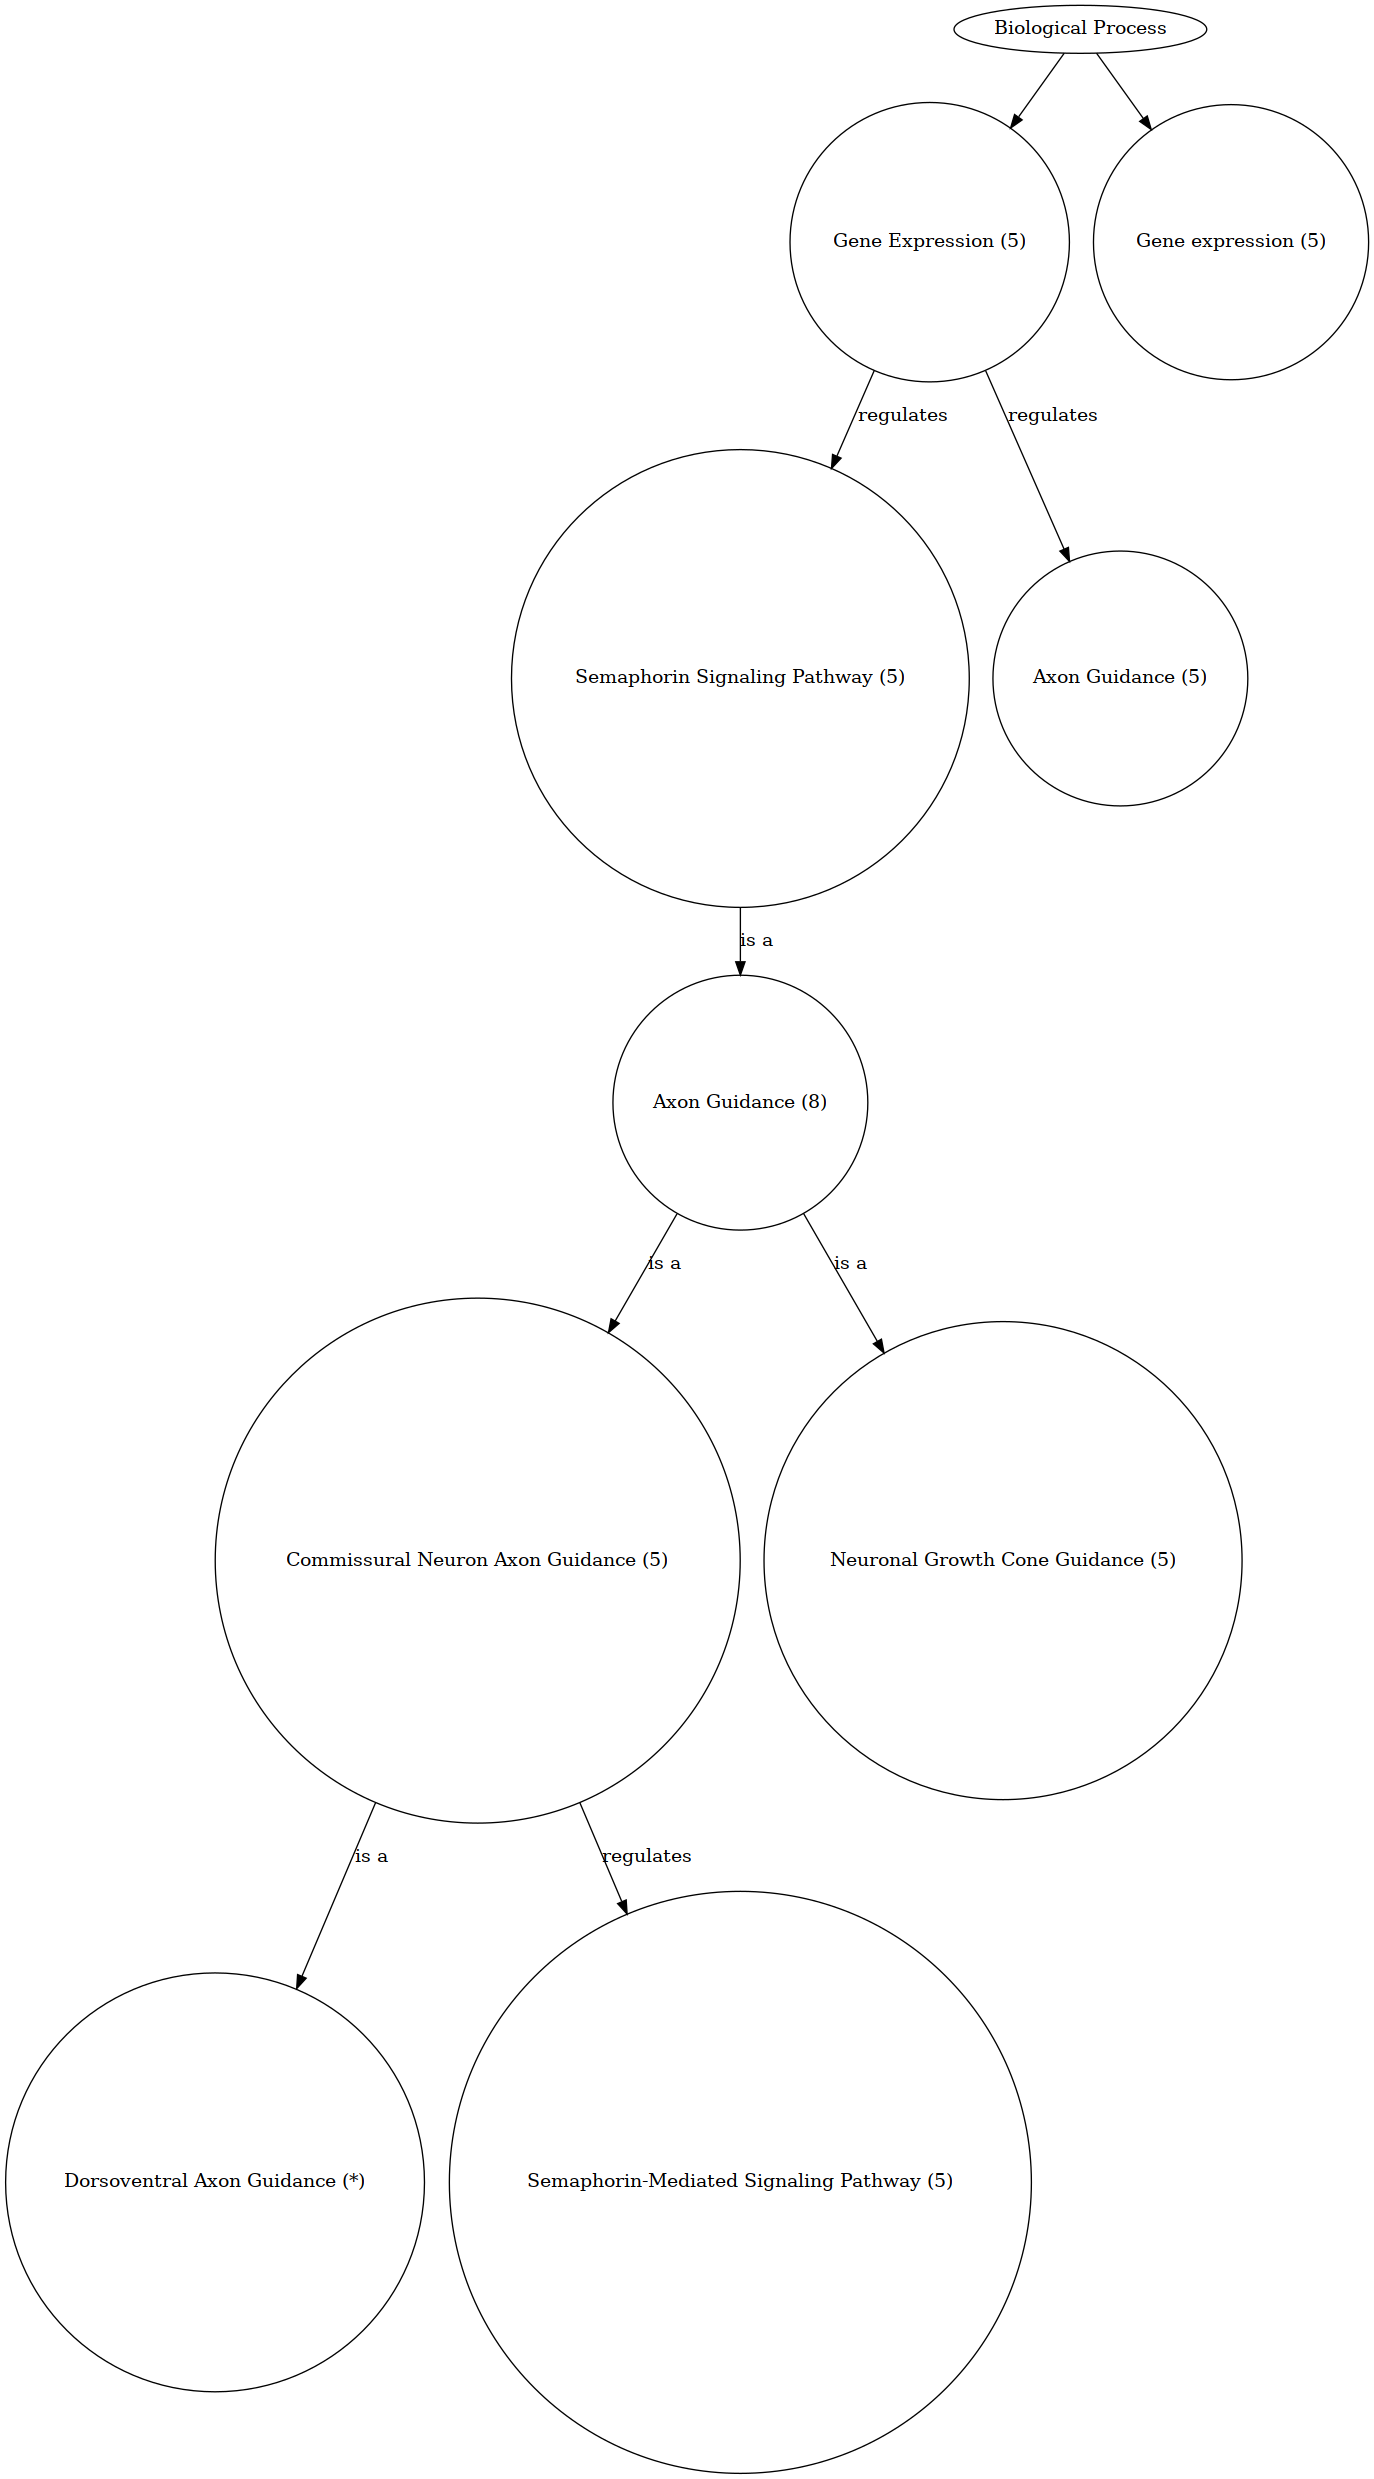 Biological Process
Gene Expression (5)
Gene expression (5)
regulates
regulates
Semaphorin Signaling Pathway (5)
Axon Guidance (5)
is a
Axon Guidance (8)
is a
is a
Commissural Neuron Axon Guidance (5)
Neuronal Growth Cone Guidance (5)
is a
regulates
Dorsoventral Axon Guidance (*)
Semaphorin-Mediated Signaling Pathway (5)